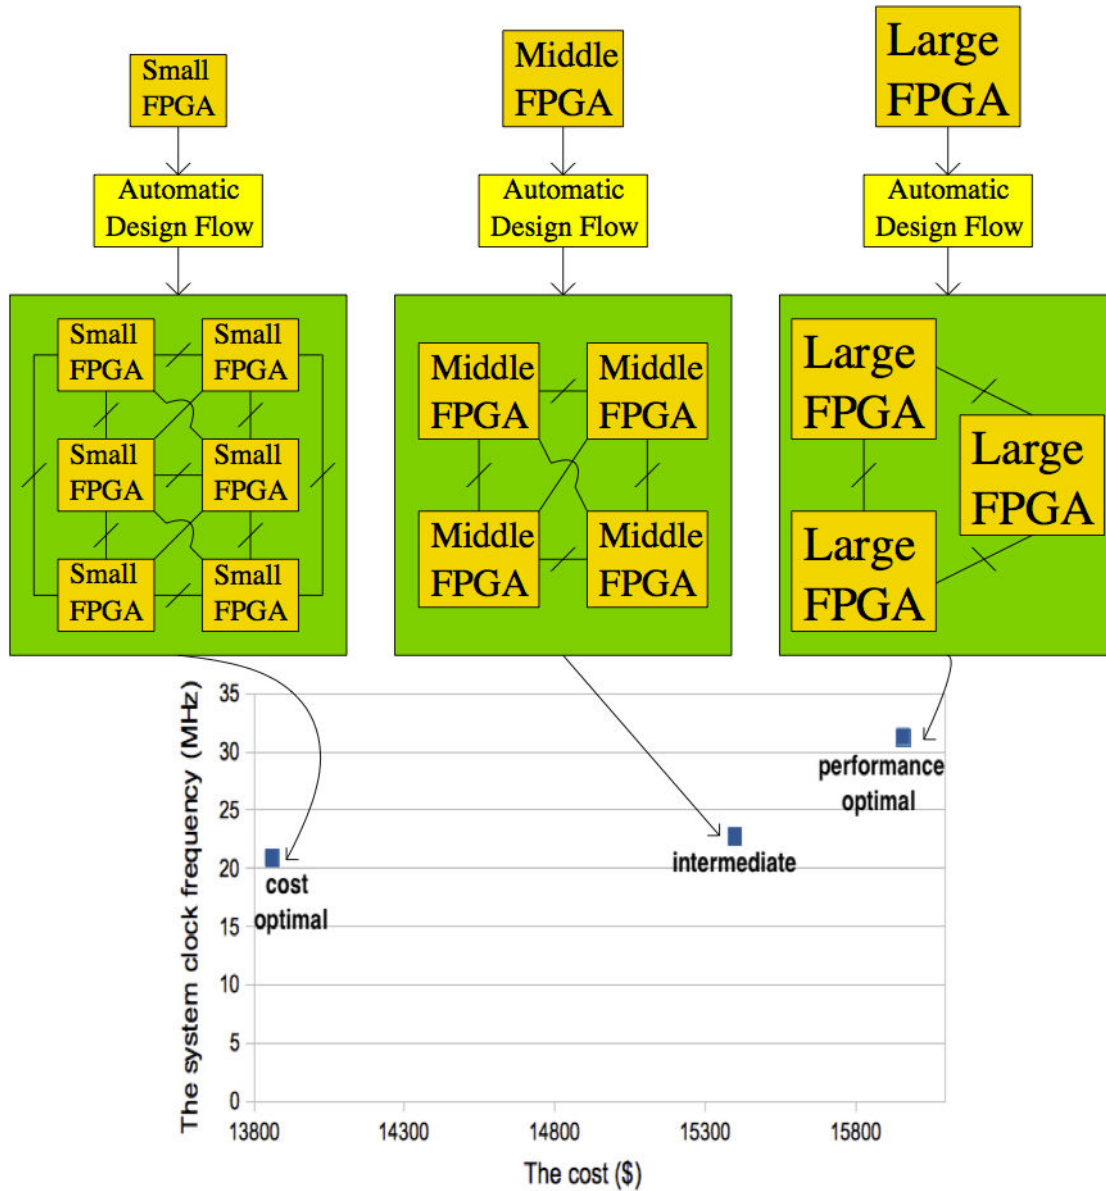 Small
FPGA
Middle
FPGA
Large
FPGA
Automatic
Design Flow
Automatic
Design Flow
Automatic
Design Flow
Small
FPGA
Small
FPGA
Small
FPGA
Small
FPGA
Small
FPGA
Small
FPGA
Middle
FPGA
Middle
FPGA
Middle
FPGA
Middle
FPGA
Large
FPGA
Large
FPGA
Large
FPGA
The system clock frequency (MHz)
35
30
25
20
15
10
5
0
cost
optimal
intermediate
performance
optimal
13800
14300
14800
15300
15800
The cost ($)